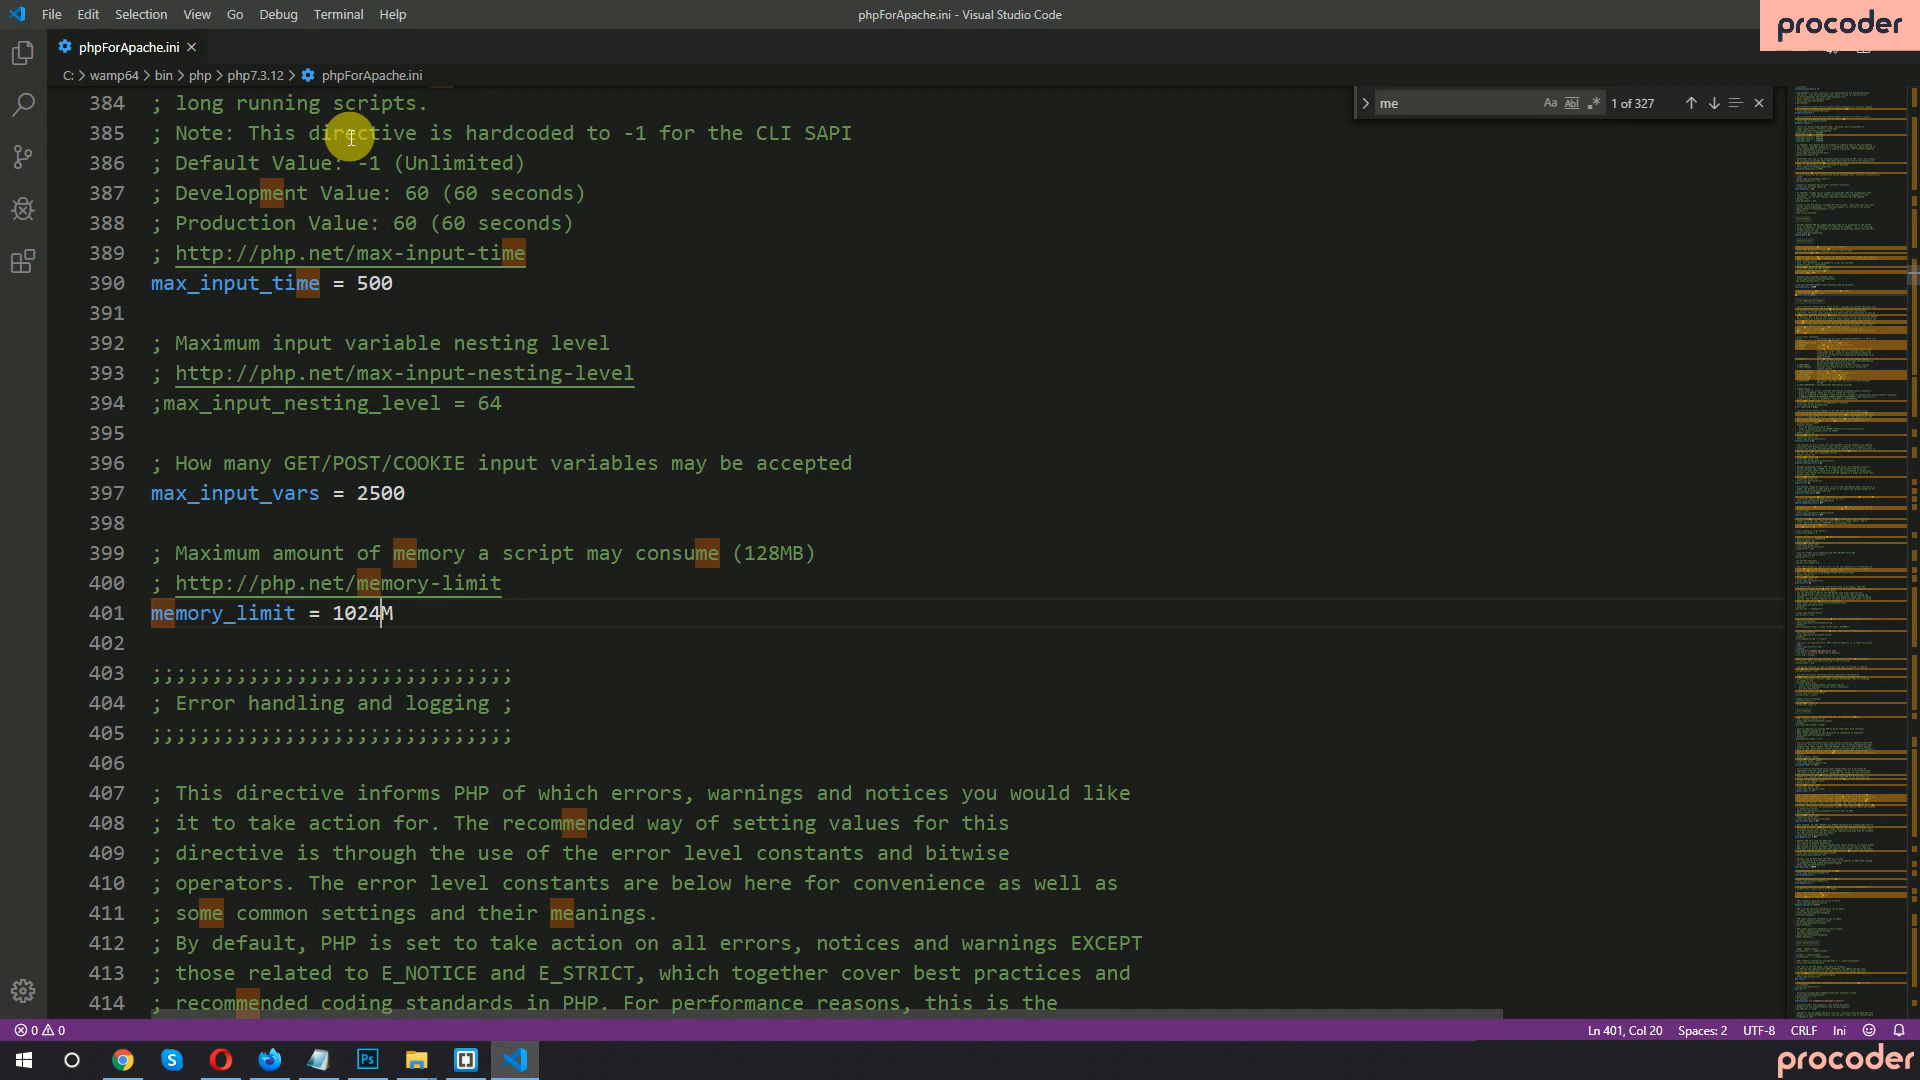 File Edit Selection View Go Debug Terminal Help
phpForApache.ini - Visual Studio Code
procoder
phpForApache.ini
C: > wamp64 > bin > php > php7.3.12 > phpForApache.ini
me
Aa Abl .* 1 of 327
384 ; long running scripts.
385 ; Note: This directive is hardcoded to -1 for the CLI SAPI
386 ; Default Value: -1 (Unlimited)
387 ; Development Value: 60 (60 seconds)
388 ; Production Value: 60 (60 seconds)
389 ; http://php.net/max-input-time
390 max_input_time = 500
391
392 ; Maximum input variable nesting level
393 ; http://php.net/max-input-nesting-level
394 ;max_input_nesting_level = 64
395
396 ; How many GET/POST/COOKIE input variables may be accepted
397 max_input_vars = 2500
398
399 ; Maximum amount of memory a script may consume (128MB)
400 ; http://php.net/memory-limit
401 memory_limit = 1024M
402
403 ;;;;;;;;;;;;;;;;;;;;;;;;;;;;;;
404 ; Error handling and logging ;
405 ;;;;;;;;;;;;;;;;;;;;;;;;;;;;;;
406
407 ; This directive informs PHP of which errors, warnings and notices you would like
408 ; it to take action for. The recommended way of setting values for this
409 ; directive is through the use of the error level constants and bitwise
410 ; operators. The error level constants are below here for convenience as well as
411 ; some common settings and their meanings.
412 ; By default, PHP is set to take action on all errors, notices and warnings EXCEPT
413 ; those related to E_NOTICE and E_STRICT, which together cover best practices and
414 ; recommended coding standards in PHP. For performance reasons, this is the
0 0
Ln 401, Col 20 Spaces: 2 UTF-8 CRLF Ini
Ps
procoder